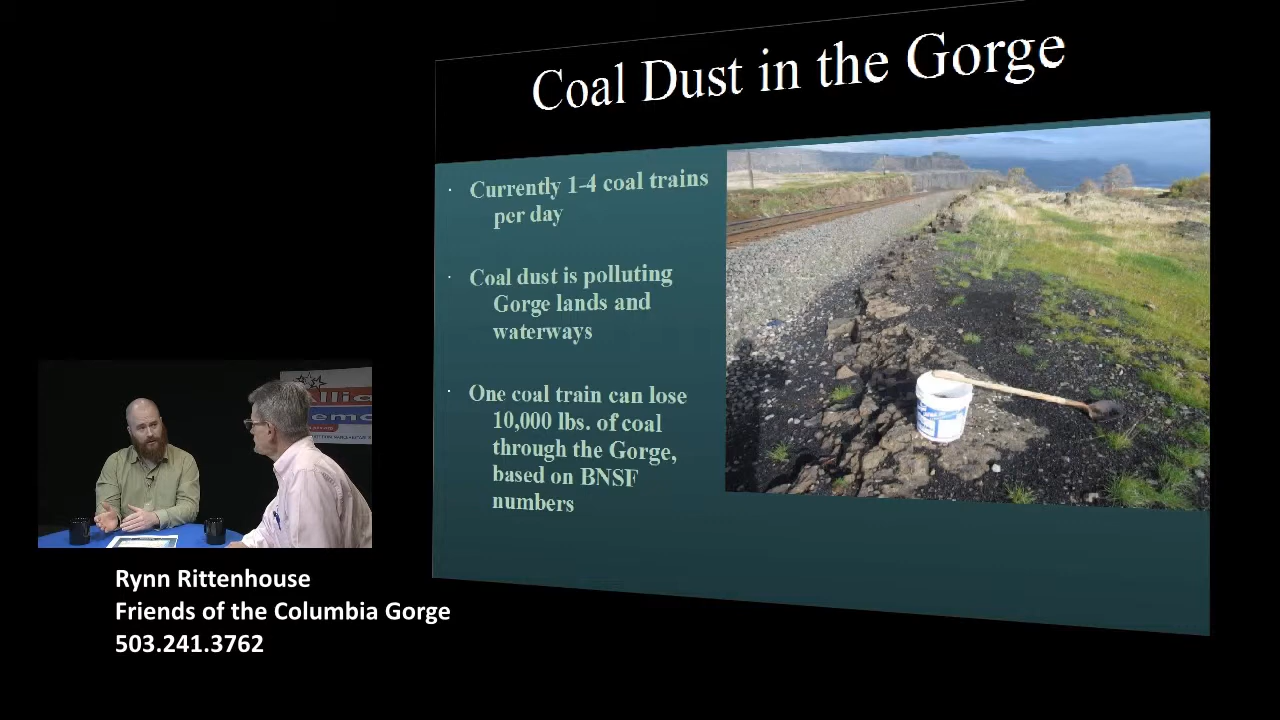 Coal Dust in the Gorge
· Currently 1-4 coal trains
per day
· Coal dust is polluting
Gorge lands and
waterways
· One coal train can lose
10,000 lbs. of coal
through the Gorge,
based on BNSF
numbers
Rynn Rittenhouse
Friends of the Columbia Gorge
503.241.3762